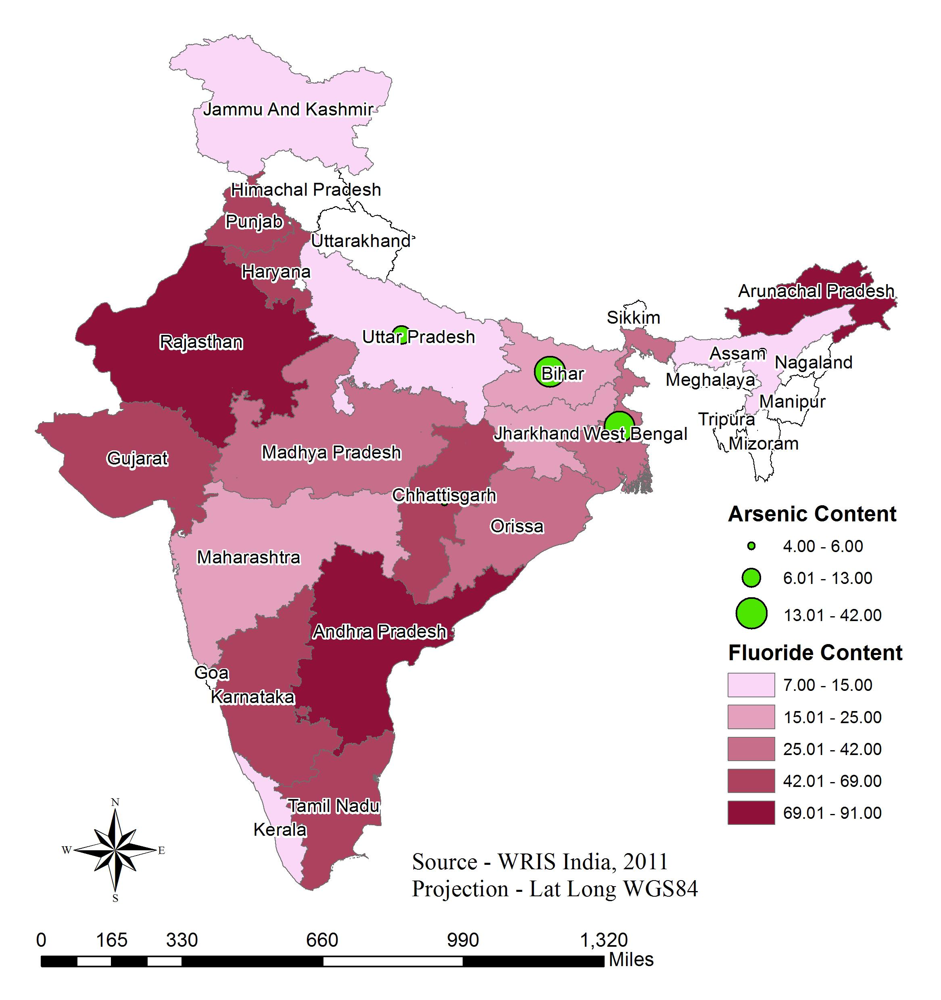 Jammu And Kashmir
Himachal Pradesh
Punjab
Uttarakhand
Haryana
Arunachal Pradesh
Sikkim
Uttar Pradesh
Rajasthan
Assam
Nagaland
Bihar
Meghalaya
Manipur
Tripura
Jharkhand
West Bengal
Mizoram
Madhya Pradesh
Gujarat
Chhattisgarh
Orissa
Maharashtra
Andhra Pradesh
Goa
Karnataka
Tamil Nadu
Kerala
Arsenic Content
4.00 - 6.00
6.01 - 13.00
13.01 - 42.00
Fluoride Content
7.00 - 15.00
15.01 - 25.00
25.01 - 42.00
42.01 - 69.00
69.01 - 91.00
N
W
E
S
Source - WRIS India, 2011
Projection - Lat Long WGS84
0 165 330 660 990 1,320
Miles